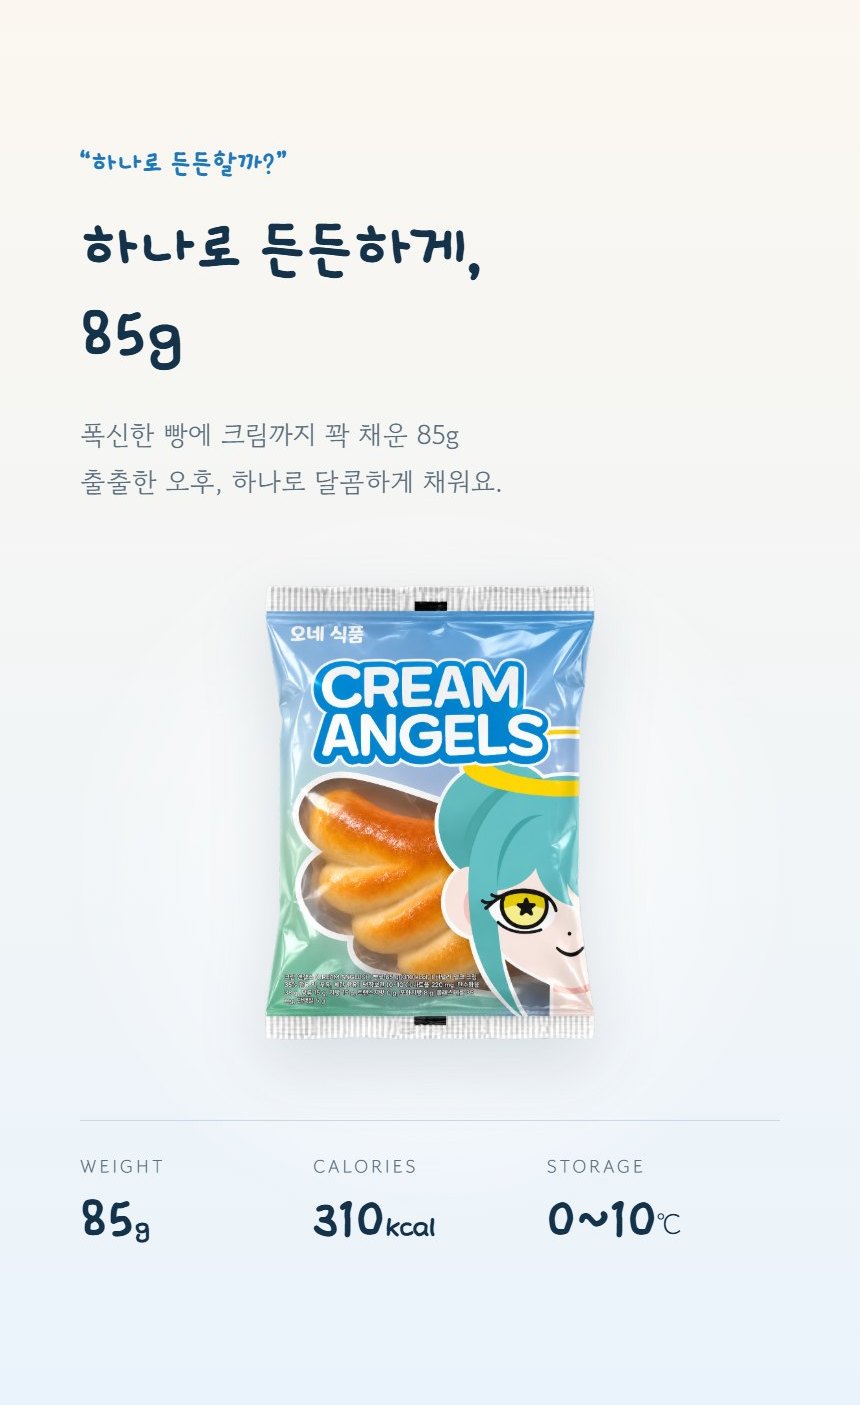 “하나로 든든할까?”
하나로 든든하게,
85g
폭신한 빵에 크림까지 꽉 채운 85g
출출한 오후, 하나로 달콤하게 채워요.
오네 식품
CREAM
ANGELS
WEIGHT
85g
CALORIES
310kcal
STORAGE
0~10℃